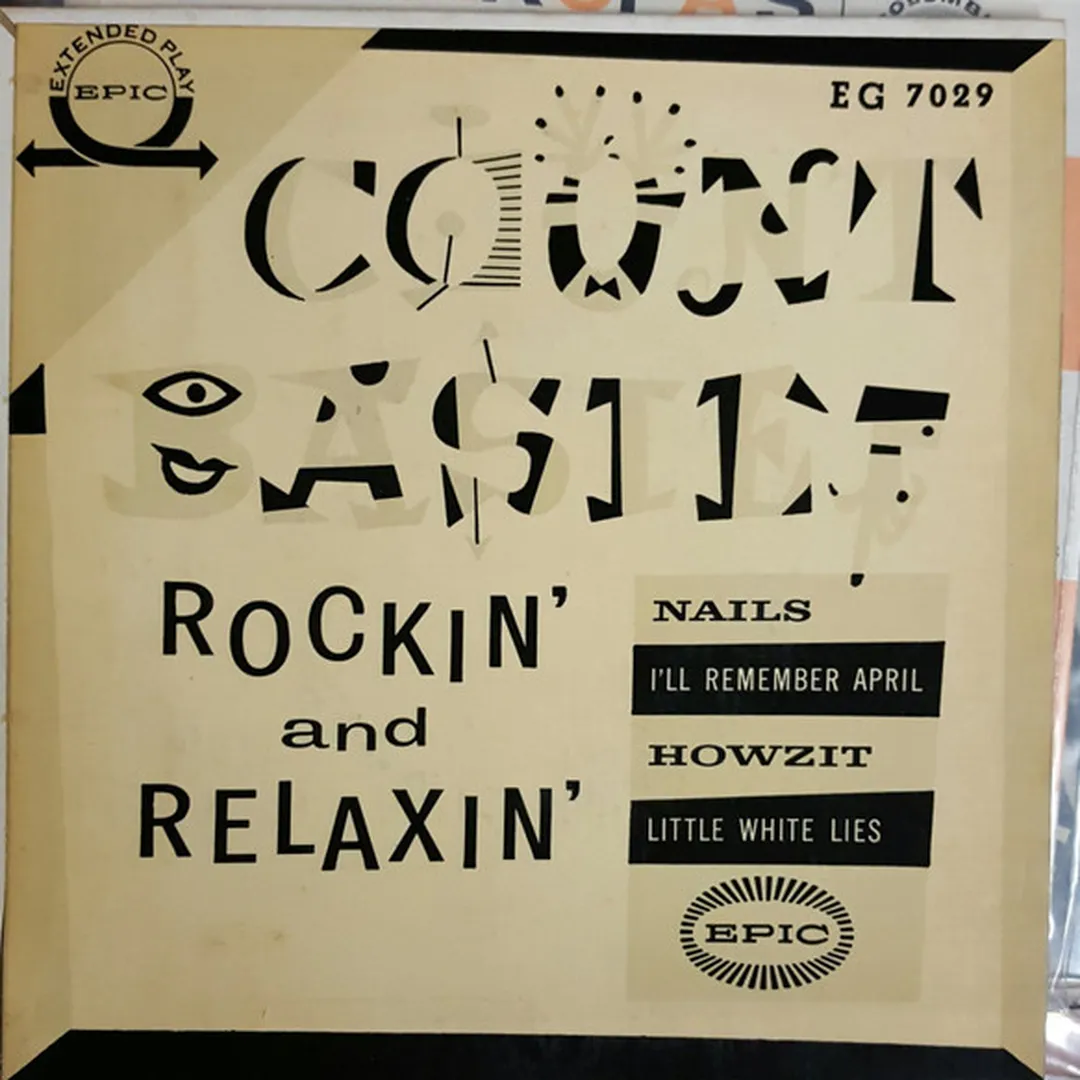 EXTENDED PLAY
EPIC
EG 7029
COUNT
BASIE
ROCKIN'
and
RELAXIN'
NAILS
I'LL REMEMBER APRIL
HOWZIT
LITTLE WHITE LIES
EPIC